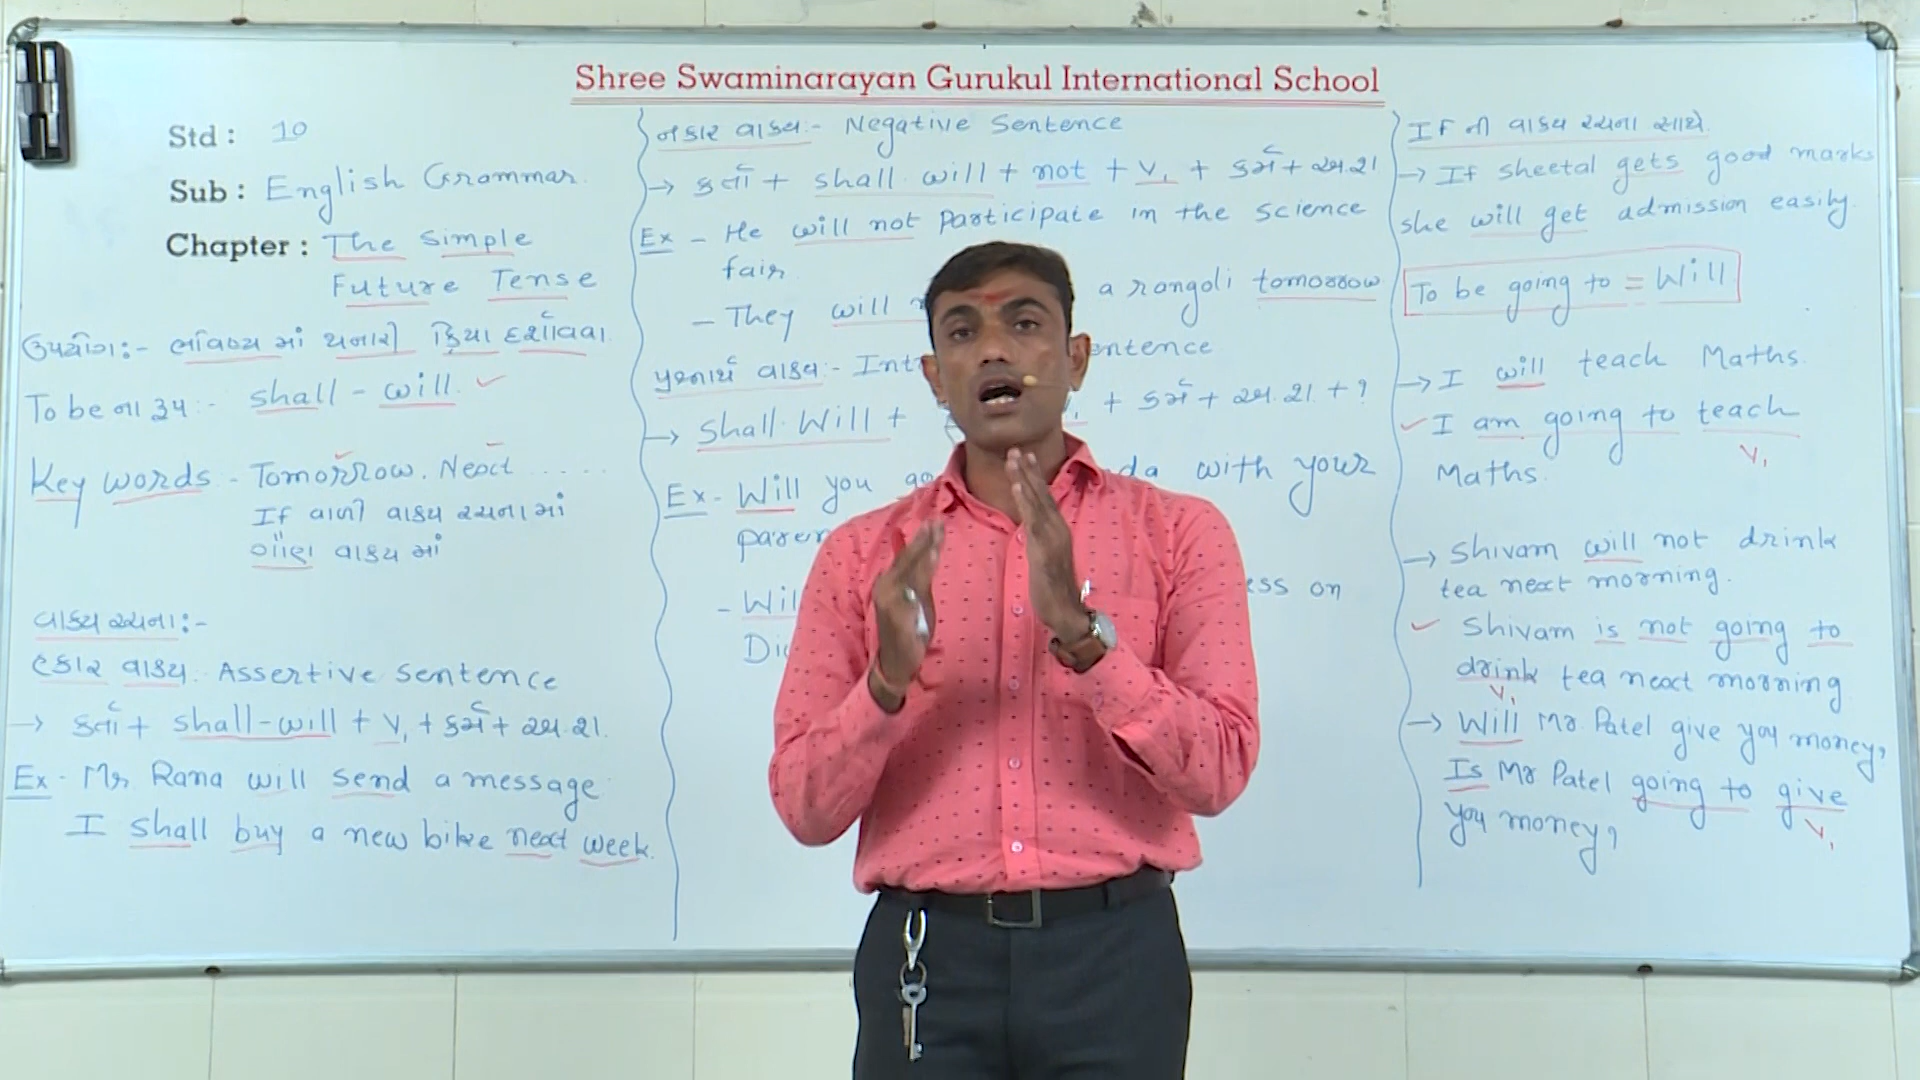 Shree Swaminarayan Gurukul International School
Std : 10
Sub : English Grammar.
Chapter : The Simple
Future Tense
ઉપયોગ:- ભવિષ્ય માં થનારી ક્રિયા દર્શાવવા.
To be ના રૂપ:- shall - will.
Key words - Tomorrow. Next .....
If વાળી વાક્ય રચના માં
ગૌણ વાક્ય માં
વાક્ય રચના:-
હકાર વાક્ય: Assertive Sentence
→ કર્તા + shall-will + V1 + કર્મ + અન્ય. શ.
Ex - Mr. Rana will send a message
I shall buy a new bike next week.
નકાર વાક્ય:- Negative Sentence
→ કર્તા + shall will + not + V1 + કર્મ + અન્ય. શ
Ex - He will not participate in the science
fair.
- They will a rangoli tomorrow
પ્રશ્નાર્થ વાક્ય:-
→ shall. Will + + કર્મ + અન્ય. શ. + ?
Ex - Will you with your
on
If ની વાક્ય રચના સાથે.
→ If sheetal gets good marks
she will get admission easily.
To be going to = Will
→ I will teach Maths.
I am going to teach
V1
Maths.
→ Shivam will not drink
tea next morning.
Shivam is not going to
drink tea next morning
V1
→ Will Mr. Patel give you money?
Is Mr Patel going to give
V1
you money?